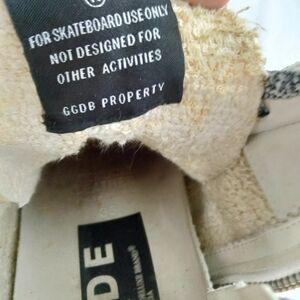 FOR SKATEBOARD USE ONLY
NOT DESIGNED FOR
OTHER ACTIVITIES
GGDB PROPERTY
DE